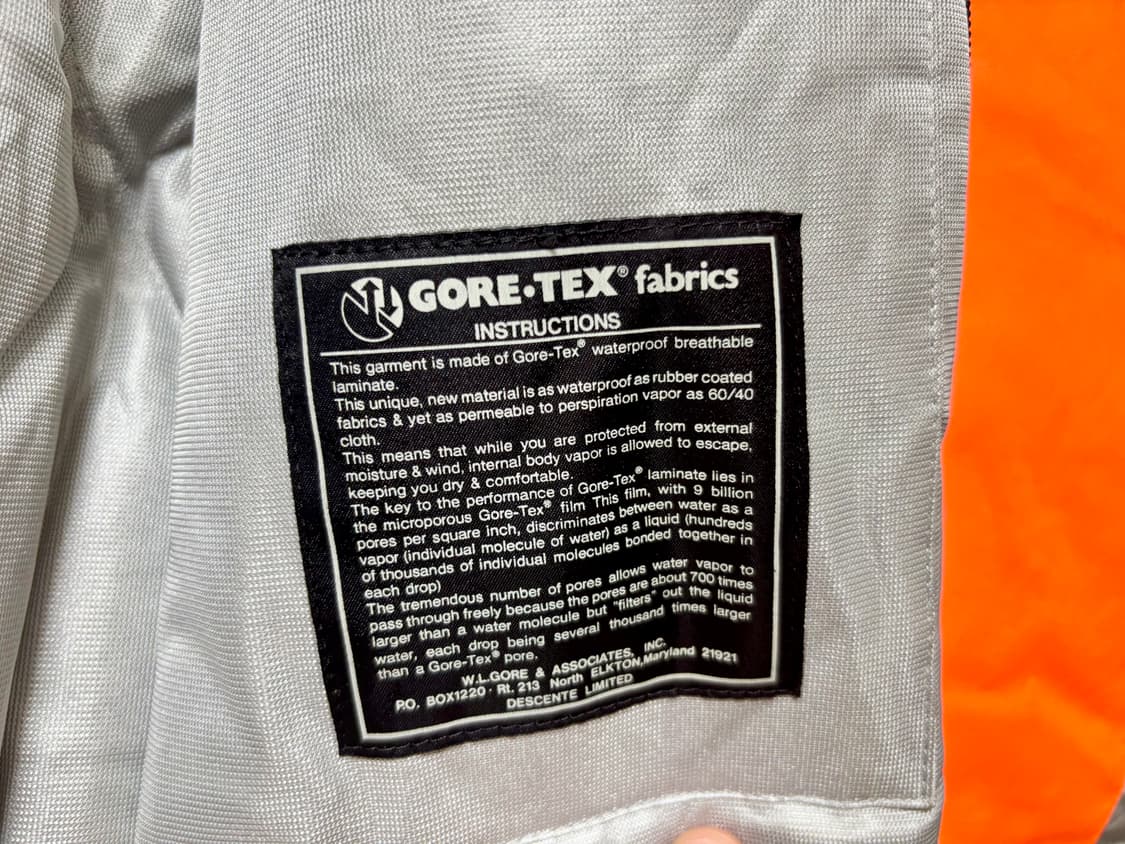 GORE•TEX® fabrics
INSTRUCTIONS
This garment is made of Gore-Tex® waterproof breathable
laminate.
This unique, new material is as waterproof as rubber coated
fabrics & yet as permeable to perspiration vapor as 60/40
cloth.
This means that while you are protected from external
moisture & wind, internal body vapor is allowed to escape,
keeping you dry & comfortable.
The key to the performance of Gore-Tex® laminate lies in
the microporous Gore-Tex® film This film, with 9 billion
pores per square inch, discriminates between water as a
vapor (individual molecule of water) as a liquid (hundreds
of thousands of individual molecules bonded together in
each drop)
The tremendous number of pores allows water vapor to
pass through freely because the pores are about 700 times
larger than a water molecule but "filters" out the liquid
water, each drop being several thousand times larger
than a Gore-Tex® pore.
W.L.GORE & ASSOCIATES, INC.
P.O. BOX1220 · Rt. 213 North ELKTON,Maryland 21921
DESCENTE LIMITED